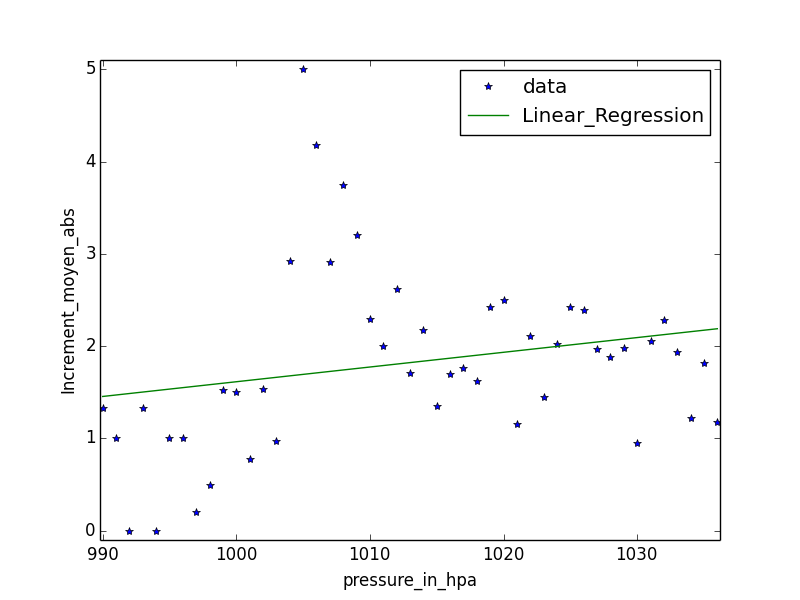 5
4
3
2
1
0
990
1000
1010
1020
1030
Increment_moyen_abs
pressure_in_hpa
data
Linear_Regression